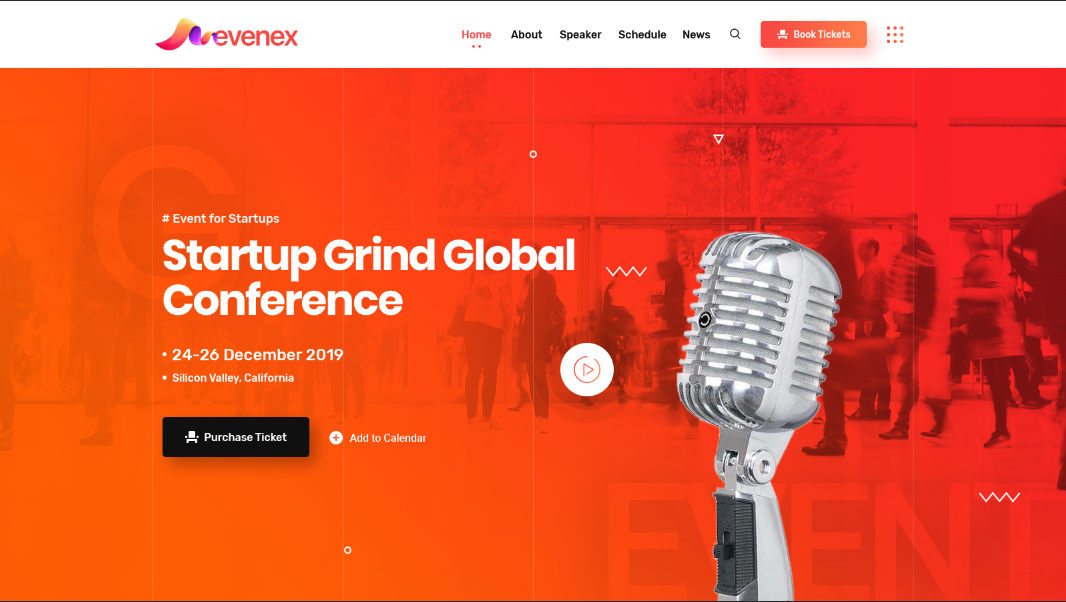 evenex
Home
About
Speaker
Schedule
News
Book Tickets
# Event for Startups
Startup Grind Global
Conference
• 24-26 December 2019
• Silicon Valley, California
Purchase Ticket
Add to Calendar
EVENT